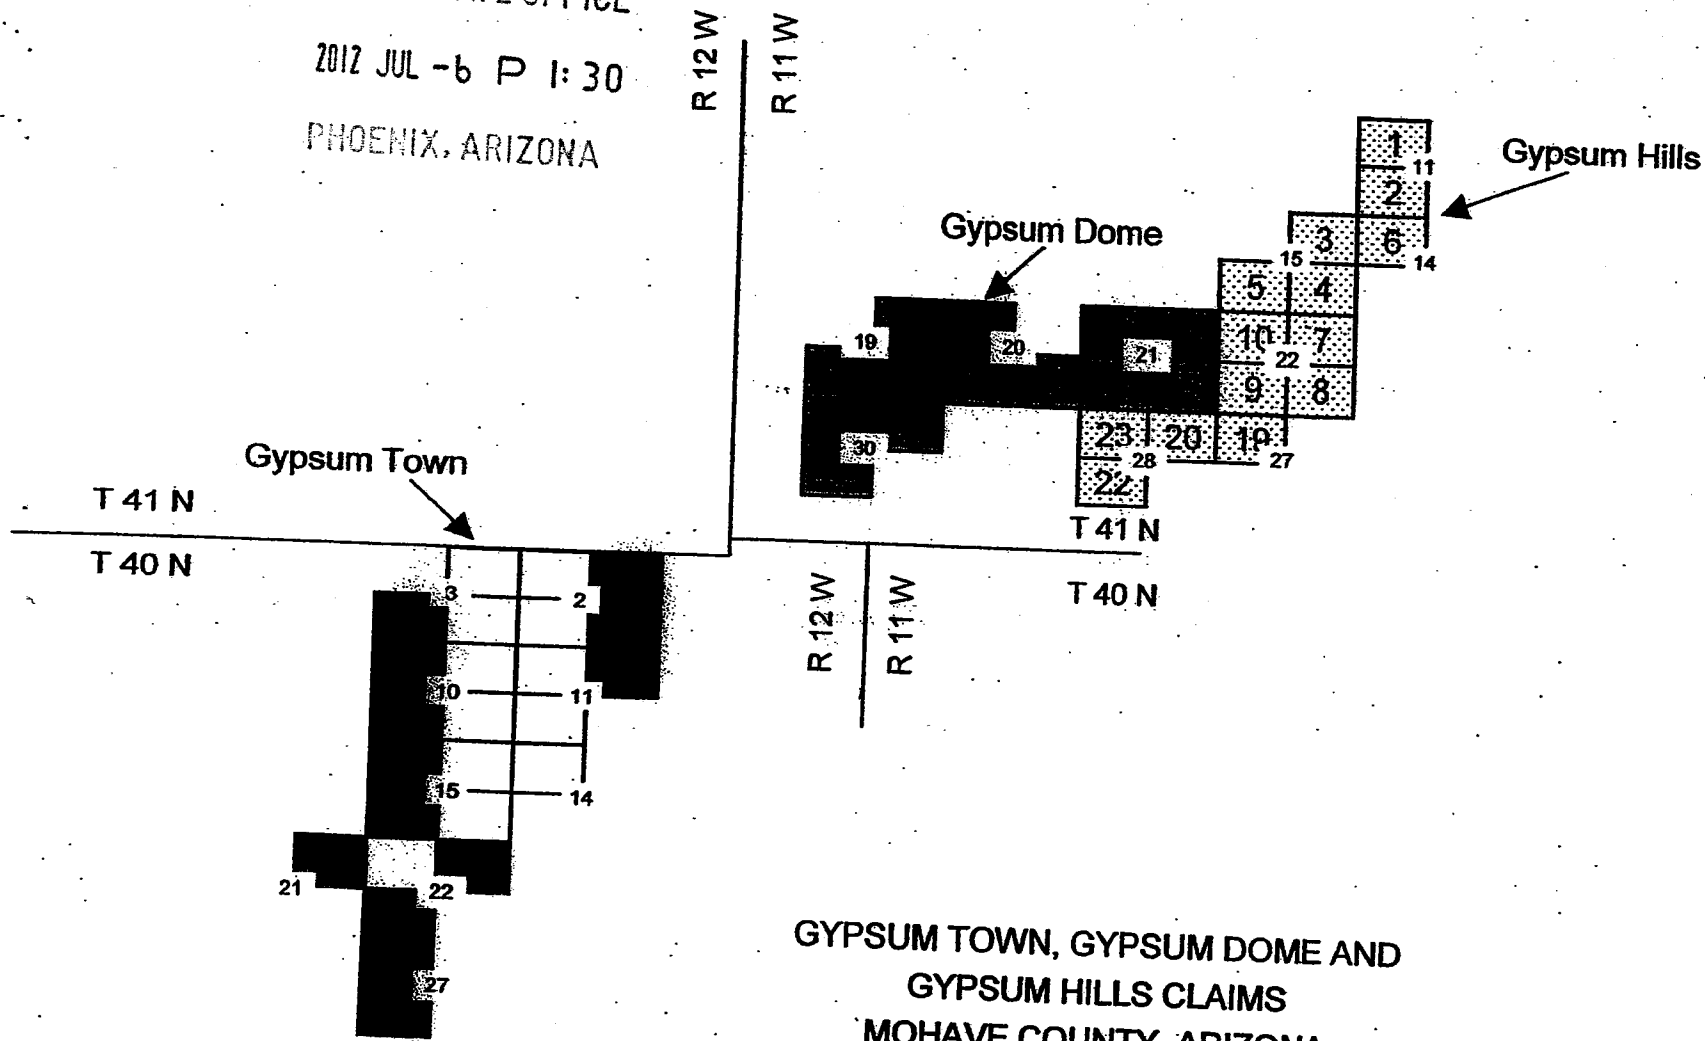 2012 JUL -6 P 1:30
PHOENIX, ARIZONA
R 12 W
R 11 W
Gypsum Hills
1
11
2
3
6
15
14
Gypsum Dome
5
4
19
20
21
10
7
22
9
8
30
23
20
19
28
27
22
Gypsum Town
T 41 N
T 41 N
T 40 N
T 40 N
R 12 W
R 11 W
3
2
10
11
15
14
21
22
27
GYPSUM TOWN, GYPSUM DOME AND
GYPSUM HILLS CLAIMS
MOHAVE COUNTY, ARIZONA